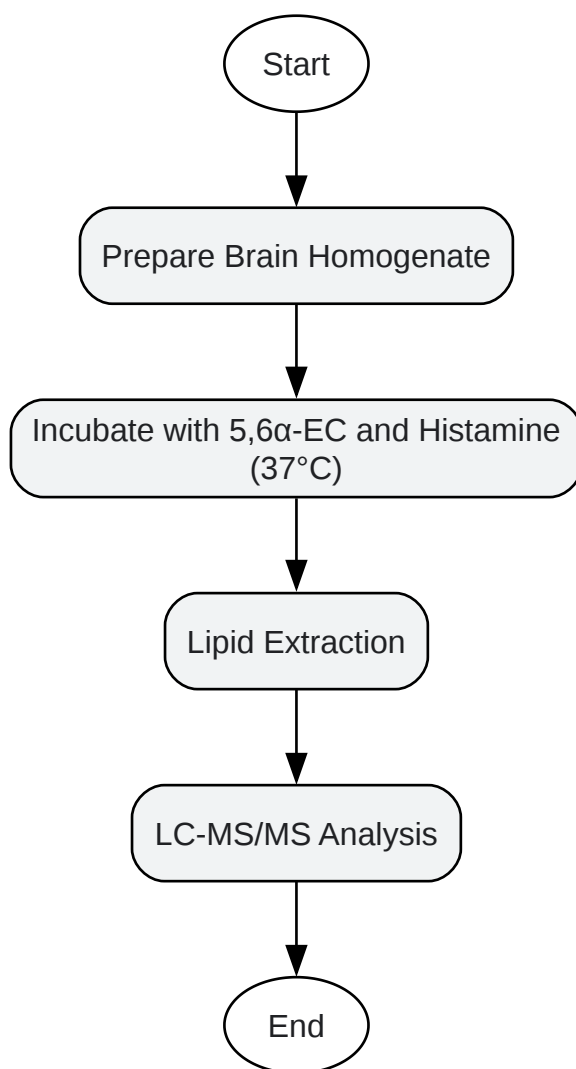 Start
Prepare Brain Homogenate
Incubate with 5,6α-EC and Histamine
(37°C)
Lipid Extraction
LC-MS/MS Analysis
End